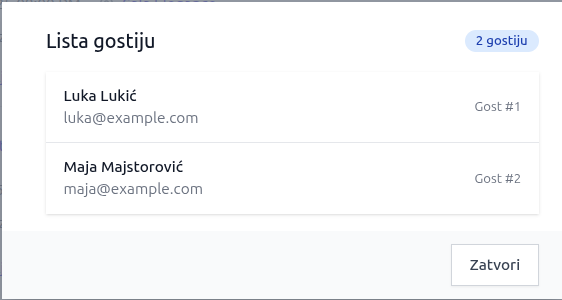 Lista gostiju
2 gostiju
Luka Lukić
luka@example.com
Gost #1
Maja Majstorović
maja@example.com
Gost #2
Zatvori